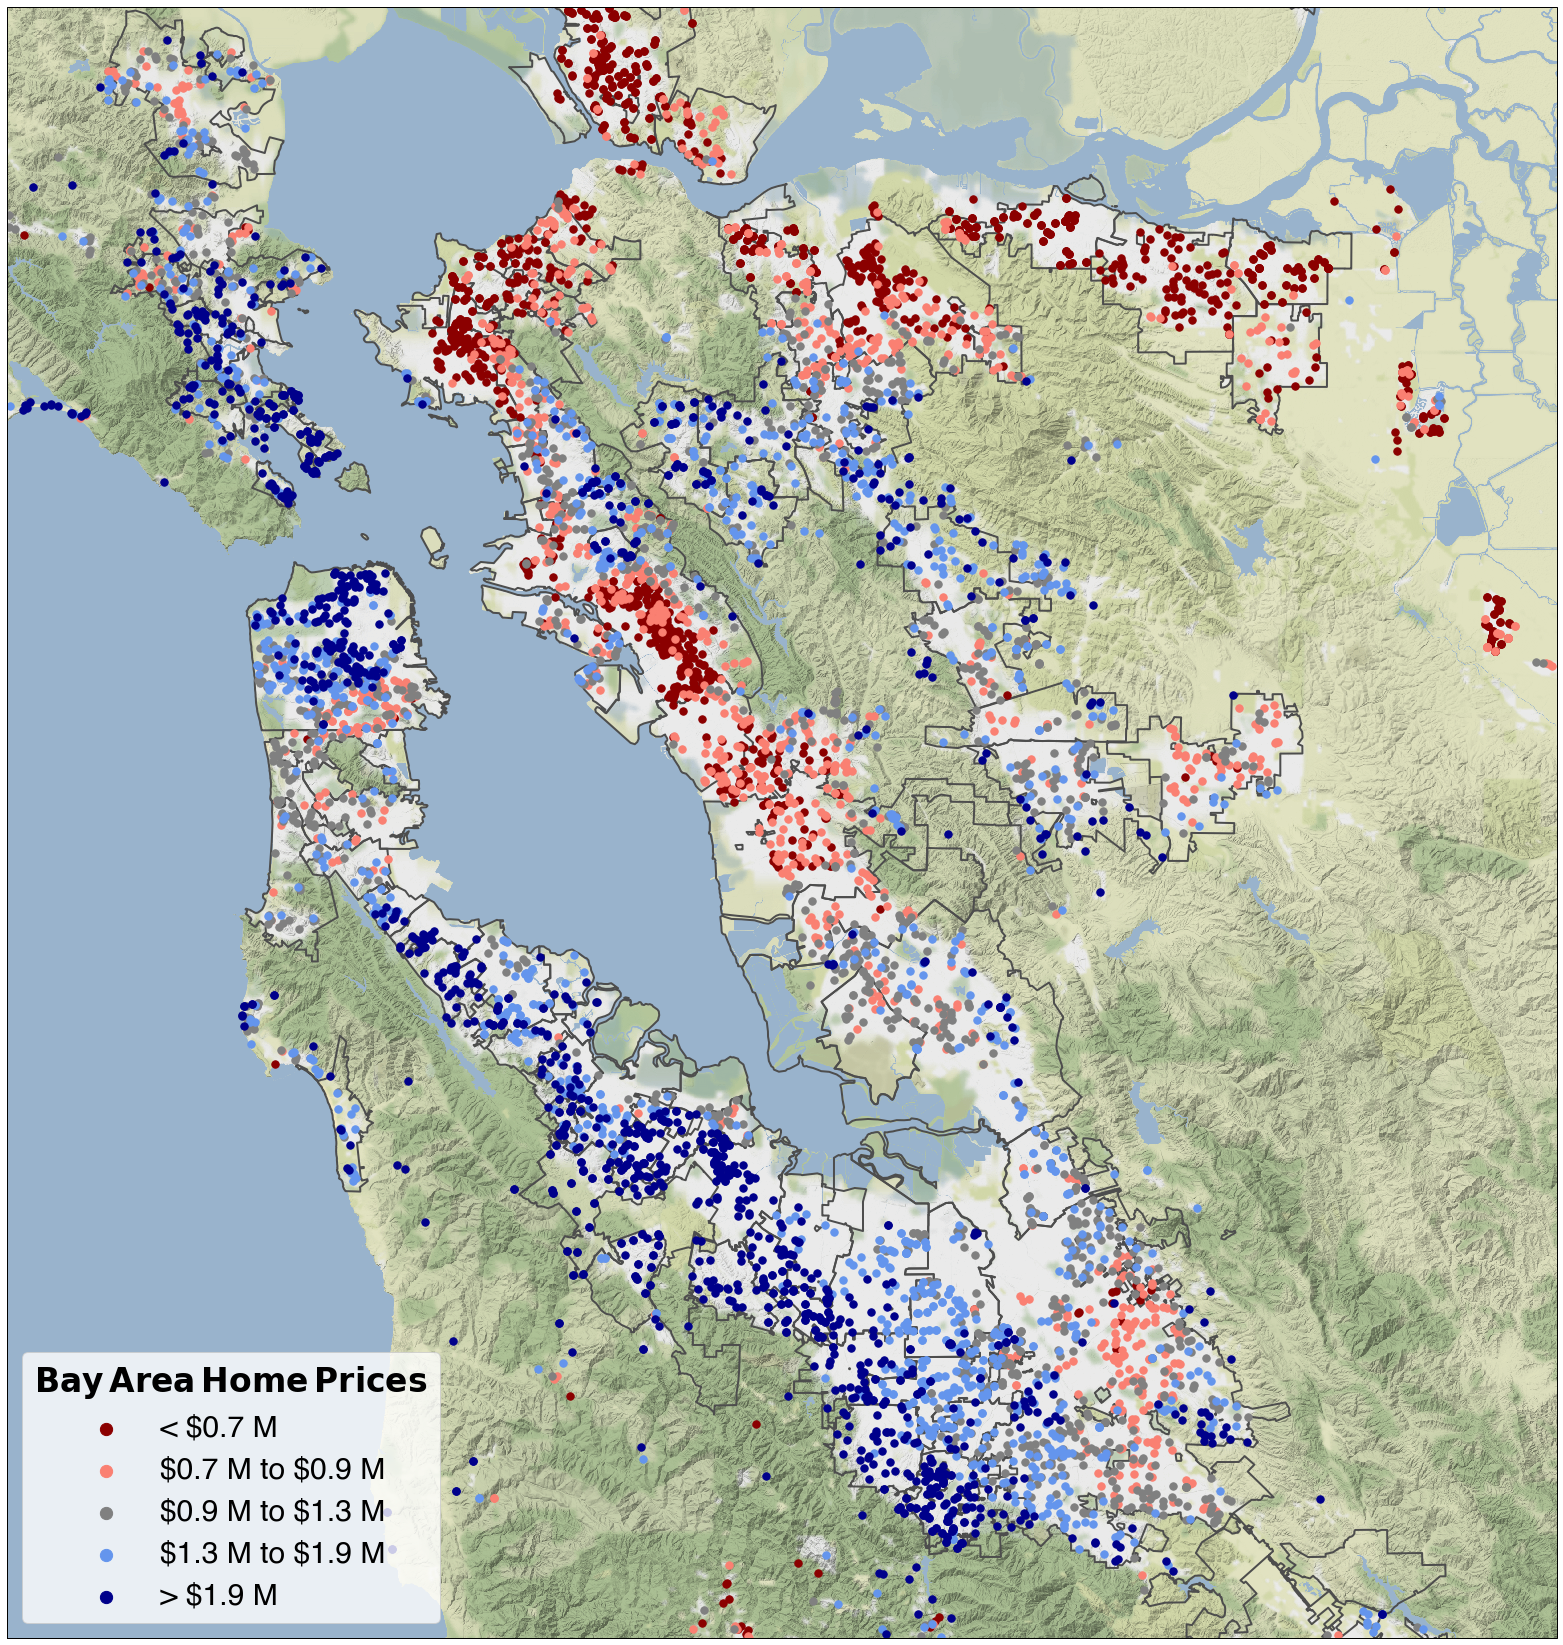 Bay Area Home Prices
< $0.7 M
$0.7 M to $0.9 M
$0.9 M to $1.3 M
$1.3 M to $1.9 M
> $1.9 M